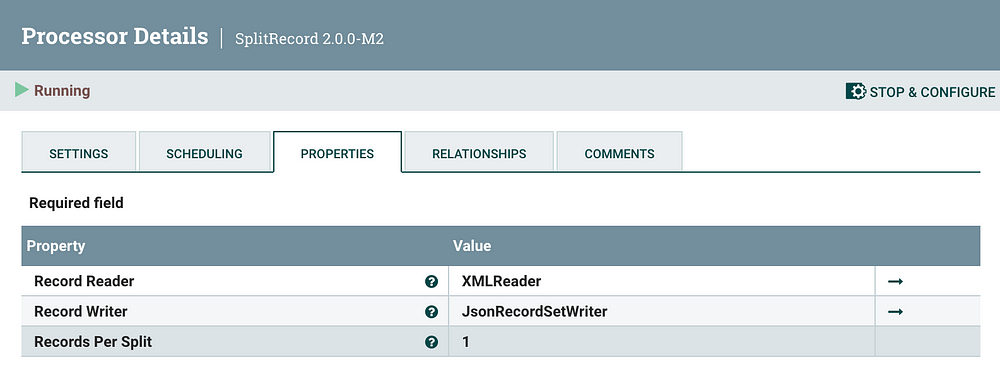 Processor Details | SplitRecord 2.0.0-M2
Running STOP & CONFIGURE
SETTINGS SCHEDULING PROPERTIES RELATIONSHIPS COMMENTS
Required field
Property Value
Record Reader ? XMLReader
Record Writer ? JsonRecordSetWriter
Records Per Split ? 1